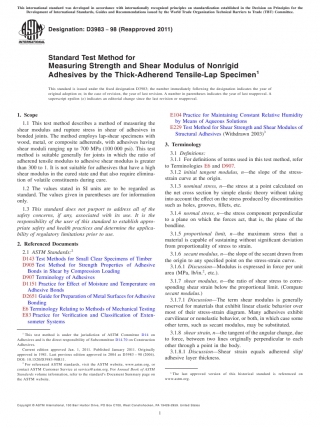 This international standard was developed in accordance with internationally recognized principles on standardization established in the Decision on Principles for the
Development of International Standards, Guides and Recommendations issued by the World Trade Organization Technical Barriers to Trade (TBT) Committee.
Designation: D3983 − 98 (Reapproved 2011)
Standard Test Method for
Measuring Strength and Shear Modulus of Nonrigid
Adhesives by the Thick-Adherend Tensile-Lap Specimen1
This standard is issued under the fixed designation D3983; the number immediately following the designation indicates the year of
original adoption or, in the case of revision, the year of last revision. A number in parentheses indicates the year of last reapproval. A
superscript epsilon (ε) indicates an editorial change since the last revision or reapproval.
1. Scope
1.1 This test method describes a method of measuring the
shear modulus and rupture stress in shear of adhesives in
bonded joints. The method employs lap-shear specimens with
wood, metal, or composite adherends, with adhesives having
shear moduli ranging up to 700 MPa (100 000 psi). This test
method is suitable generally for joints in which the ratio of
adherend tensile modulus to adhesive shear modulus is greater
than 300 to 1. It is not suitable for adhesives that have a high
shear modulus in the cured state and that also require elimina-
tion of volatile constituents during cure.
1.2 The values stated in SI units are to be regarded as
standard. The values given in parentheses are for information
only.
1.3 This standard does not purport to address all of the
safety concerns, if any, associated with its use. It is the
responsibility of the user of this standard to establish appro-
priate safety and health practices and determine the applica-
bility of regulatory limitations prior to use.
2. Referenced Documents
2.1 ASTM Standards:2
D143 Test Methods for Small Clear Specimens of Timber
D905 Test Method for Strength Properties of Adhesive
Bonds in Shear by Compression Loading
D907 Terminology of Adhesives
D1151 Practice for Effect of Moisture and Temperature on
Adhesive Bonds
D2651 Guide for Preparation of Metal Surfaces for Adhesive
Bonding
E6 Terminology Relating to Methods of Mechanical Testing
E83 Practice for Verification and Classification of Exten-
someter Systems
1 This test method is under the jurisdiction of ASTM Committee D14 on
Adhesives and is the direct responsibility of Subcommittee D14.70 on Construction
Adhesives.
Current edition approved Jan. 1, 2011. Published January 2011. Originally
approved in 1981. Last previous edition approved in 2004 as D3983 – 98 (2004).
DOI: 10.1520/D3983-98R11.
2 For referenced ASTM standards, visit the ASTM website, www.astm.org, or
contact ASTM Customer Service at service@astm.org. For Annual Book of ASTM
Standards volume information, refer to the standard's Document Summary page on
the ASTM website.
E104 Practice for Maintaining Constant Relative Humidity
by Means of Aqueous Solutions
E229 Test Method for Shear Strength and Shear Modulus of
Structural Adhesives (Withdrawn 2003)3
3. Terminology
3.1 Definitions:
3.1.1 For definitions of terms used in this test method, refer
to Terminologies E6 and D907.
3.1.2 initial tangent modulus, n—the slope of the stress-
strain curve at the origin.
3.1.3 nominal stress, n—the stress at a point calculated on
the net cross section by simple elastic theory without taking
into account the effect on the stress produced by discontinuities
such as holes, grooves, fillets, etc.
3.1.4 normal stress, n—the stress component perpendicular
to a plane on which the forces act, that is, the plane of the
bondline.
3.1.5 proportional limit, n—the maximum stress that a
material is capable of sustaining without significant deviation
from proportionality of stress to strain.
3.1.6 secant modulus, n—the slope of the secant drawn from
the origin to any specified point on the stress-strain curve.
3.1.6.1 Discussion—Modulus is expressed in force per unit
area (MPa, lb/in.2, etc.).
3.1.7 shear modulus, n—the ratio of shear stress to corre-
sponding shear strain below the proportional limit. (Compare
secant modulus.)
3.1.7.1 Discussion—The term shear modulus is generally
reserved for materials that exhibit linear elastic behavior over
most of their stress-strain diagram. Many adhesives exhibit
curvilinear or nonelastic behavior, or both, in which case some
other term, such as secant modulus, may be substituted.
3.1.8 shear strain, n—the tangent of the angular change, due
to force, between two lines originally perpendicular to each
other through a point in the body.
3.1.8.1 Discussion—Shear strain equals adherend slip/
adhesive layer thickness.
3 The last approved version of this historical standard is referenced on
www.astm.org.
Copyright © ASTM International, 100 Barr Harbor Drive, PO Box C700, West Conshohocken, PA 19428-2959, United States
1